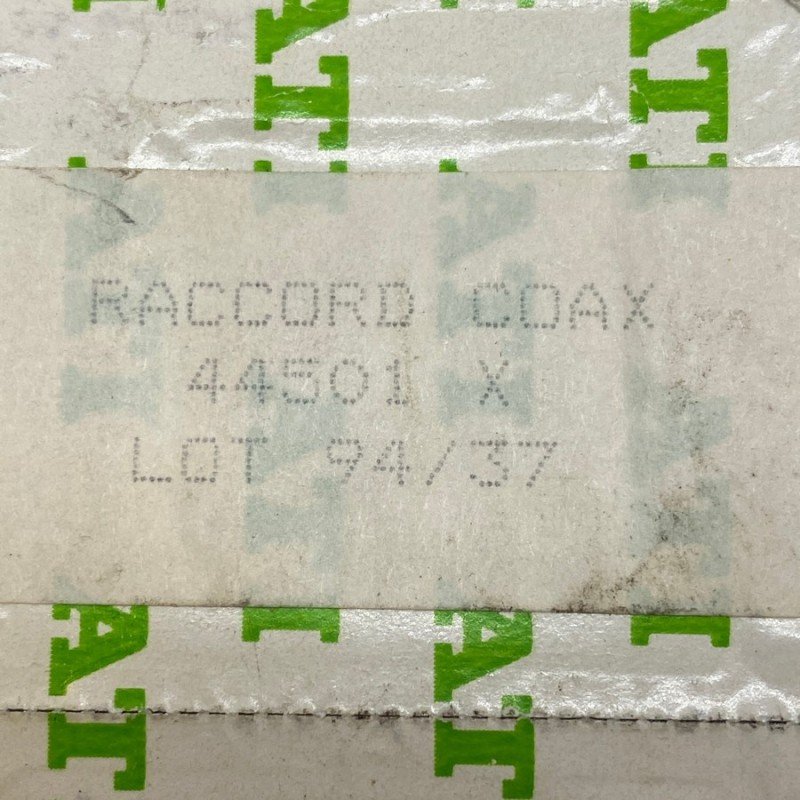 RACCORD COAX
44501 X
LOT 94/37